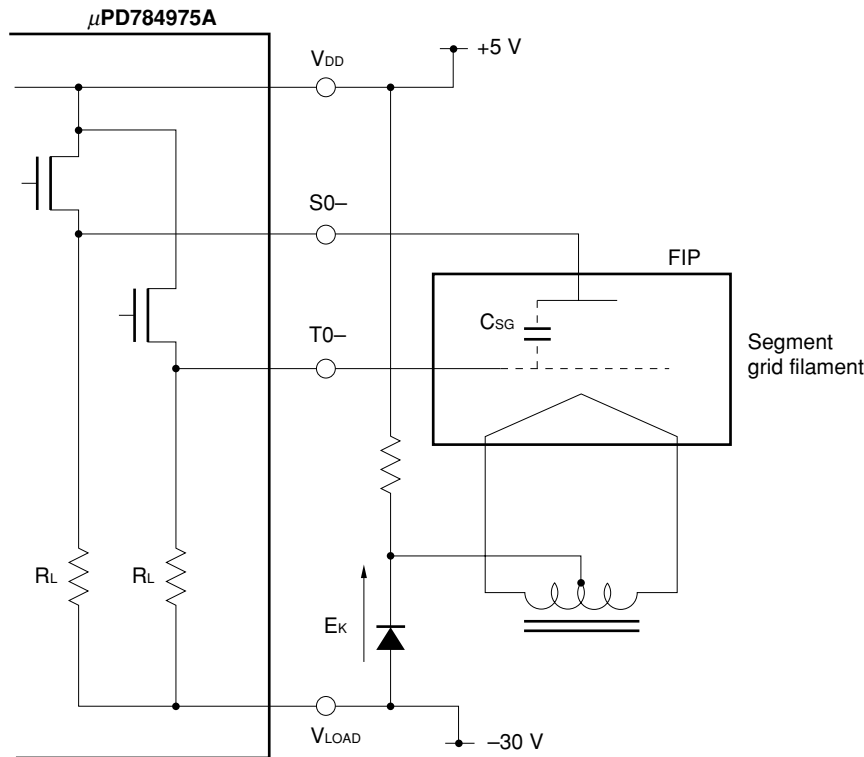 μPD784975A
+5 V
VDD
S0–
FIP
CSG
T0–
Segment
grid filament
RL
RL
EK
VLOAD
–30 V